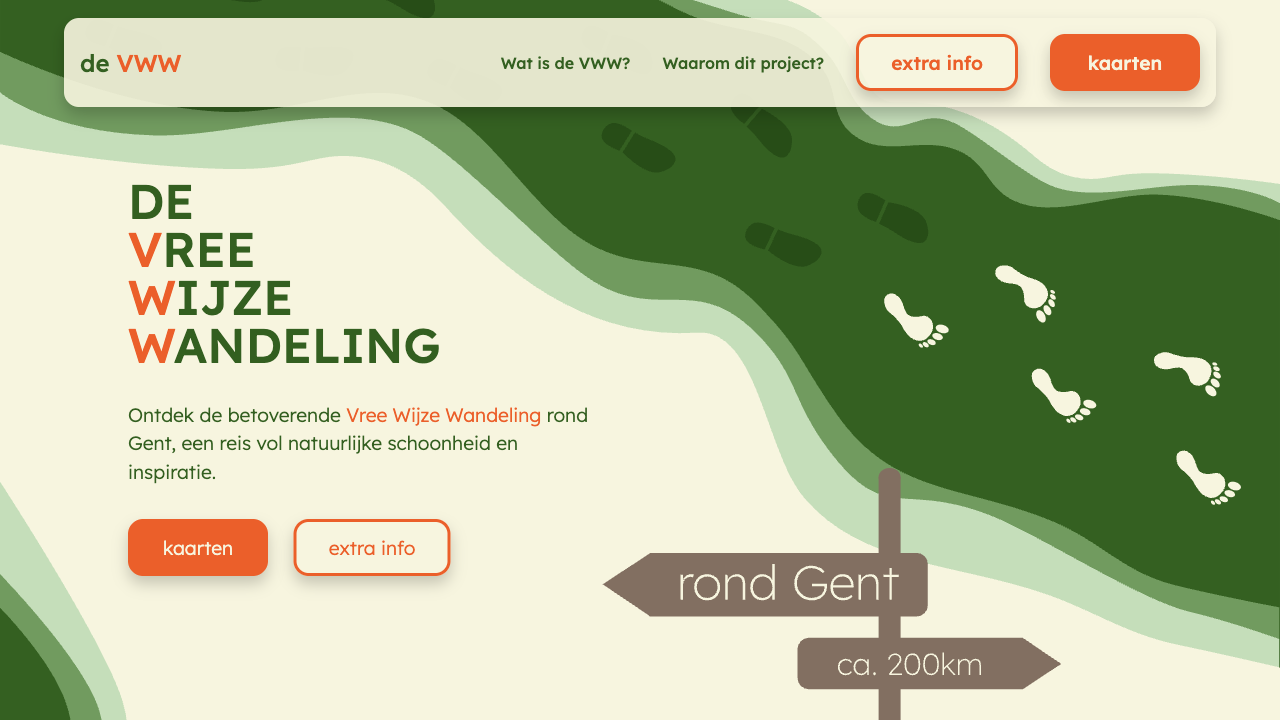 de VWW
Wat is de VWW?
Waarom dit project?
extra info
kaarten
DE
VREE
WIJZE
WANDELING
Ontdek de betoverende Vree Wijze Wandeling rond
Gent, een reis vol natuurlijke schoonheid en
inspiratie.
kaarten
extra info
rond Gent
ca. 200km